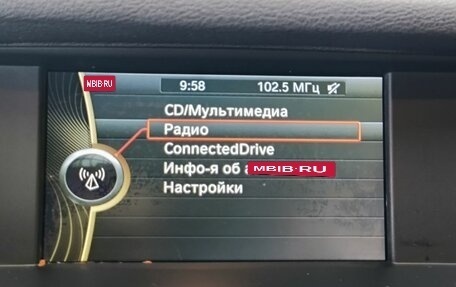 MBIB.RU
9:58 102.5 МГц
CD/Мультимедиа
Радио
ConnectedDrive
Инфо-я об MBIB.RU
Настройки